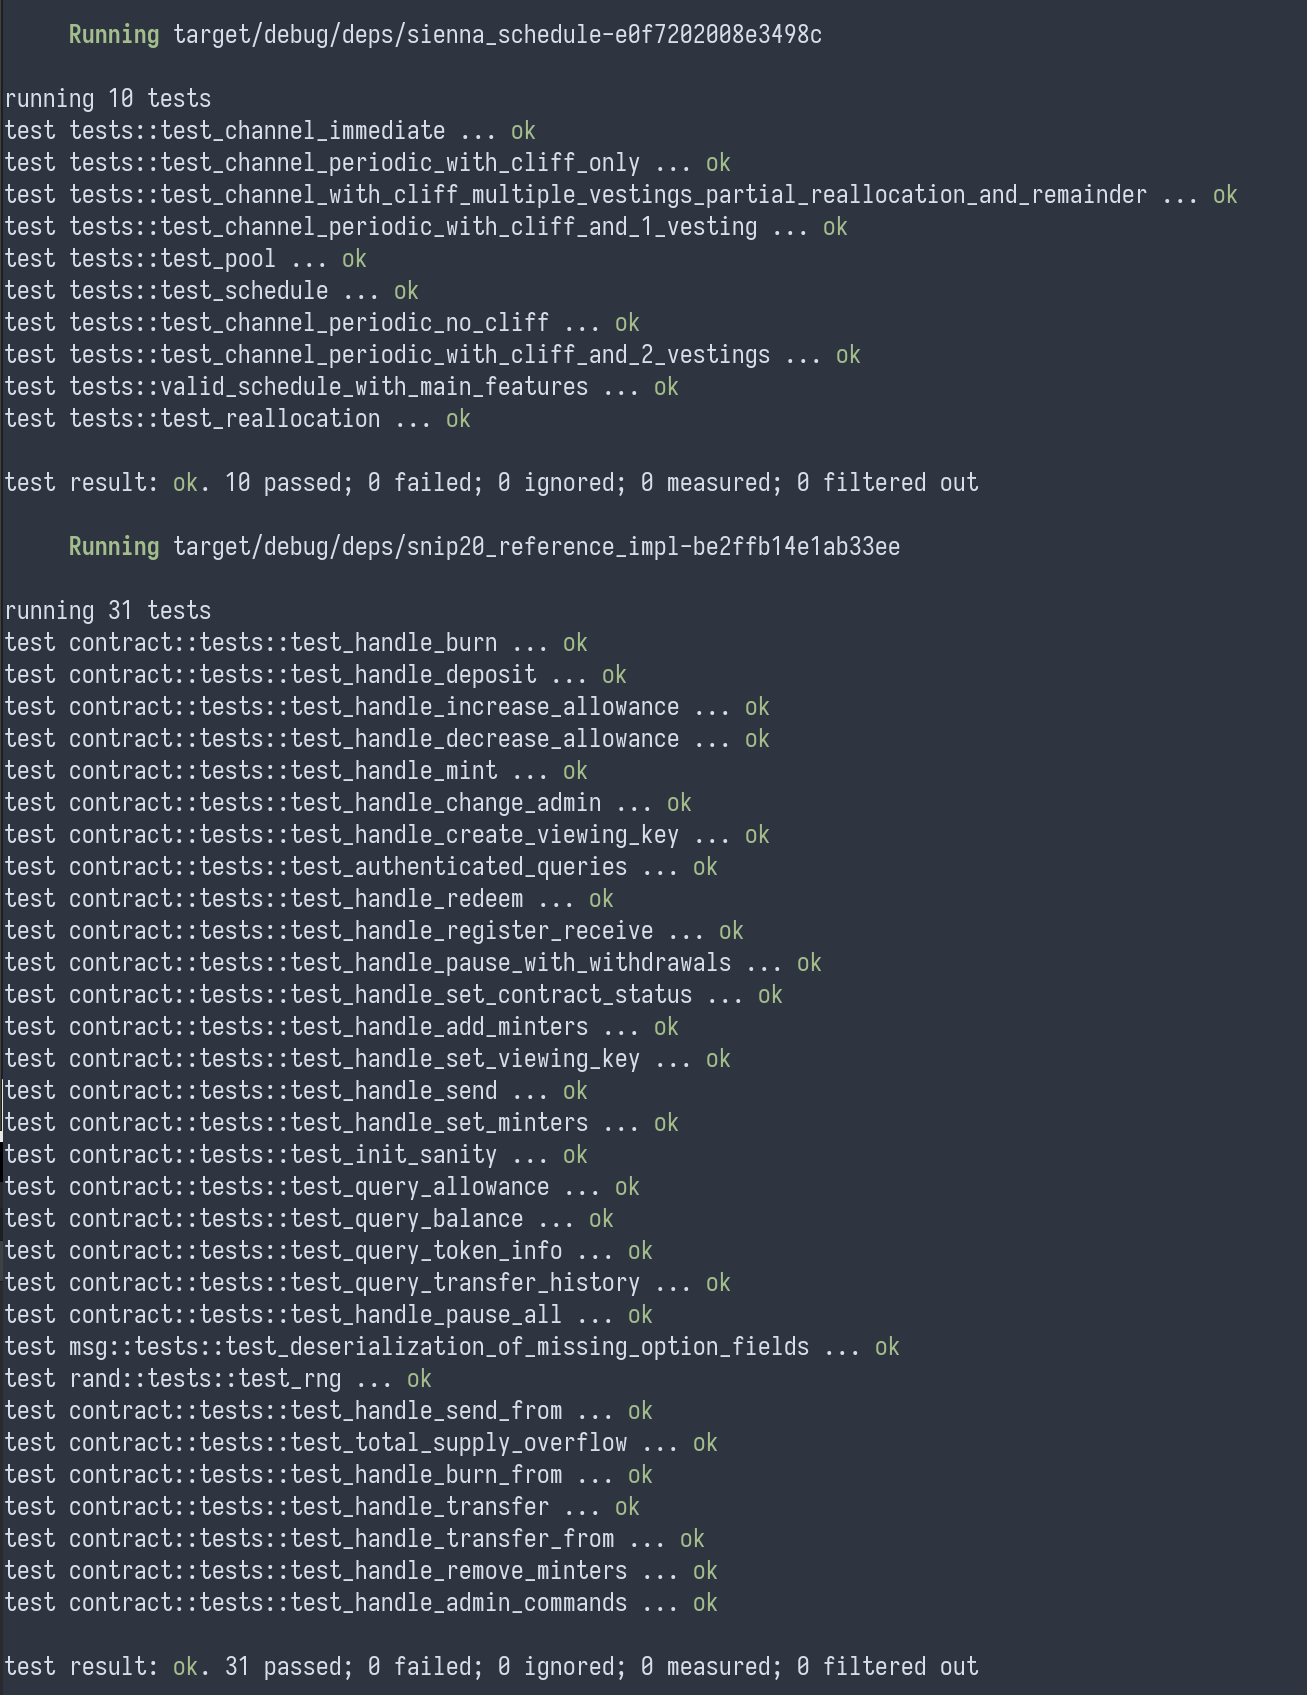 Running target/debug/deps/sienna_schedule-e0f7202008e3498c
running 10 tests
test tests::test_channel_immediate ... ok
test tests::test_channel_periodic_with_cliff_only ... ok
test tests::test_channel_with_cliff_multiple_vestings_partial_reallocation_and_remainder ... ok
test tests::test_channel_periodic_with_cliff_and_1_vesting ... ok
test tests::test_pool ... ok
test tests::test_schedule ... ok
test tests::test_channel_periodic_no_cliff ... ok
test tests::test_channel_periodic_with_cliff_and_2_vestings ... ok
test tests::valid_schedule_with_main_features ... ok
test tests::test_reallocation ... ok
test result: ok. 10 passed; 0 failed; 0 ignored; 0 measured; 0 filtered out
Running target/debug/deps/snip20_reference_impl-be2ffb14e1ab33ee
running 31 tests
test contract::tests::test_handle_burn ... ok
test contract::tests::test_handle_deposit ... ok
test contract::tests::test_handle_increase_allowance ... ok
test contract::tests::test_handle_decrease_allowance ... ok
test contract::tests::test_handle_mint ... ok
test contract::tests::test_handle_change_admin ... ok
test contract::tests::test_handle_create_viewing_key ... ok
test contract::tests::test_authenticated_queries ... ok
test contract::tests::test_handle_redeem ... ok
test contract::tests::test_handle_register_receive ... ok
test contract::tests::test_handle_pause_with_withdrawals ... ok
test contract::tests::test_handle_set_contract_status ... ok
test contract::tests::test_handle_add_minters ... ok
test contract::tests::test_handle_set_viewing_key ... ok
test contract::tests::test_handle_send ... ok
test contract::tests::test_handle_set_minters ... ok
test contract::tests::test_init_sanity ... ok
test contract::tests::test_query_allowance ... ok
test contract::tests::test_query_balance ... ok
test contract::tests::test_query_token_info ... ok
test contract::tests::test_query_transfer_history ... ok
test contract::tests::test_handle_pause_all ... ok
test msg::tests::test_deserialization_of_missing_option_fields ... ok
test rand::tests::test_rng ... ok
test contract::tests::test_handle_send_from ... ok
test contract::tests::test_total_supply_overflow ... ok
test contract::tests::test_handle_burn_from ... ok
test contract::tests::test_handle_transfer ... ok
test contract::tests::test_handle_transfer_from ... ok
test contract::tests::test_handle_remove_minters ... ok
test contract::tests::test_handle_admin_commands ... ok
test result: ok. 31 passed; 0 failed; 0 ignored; 0 measured; 0 filtered out